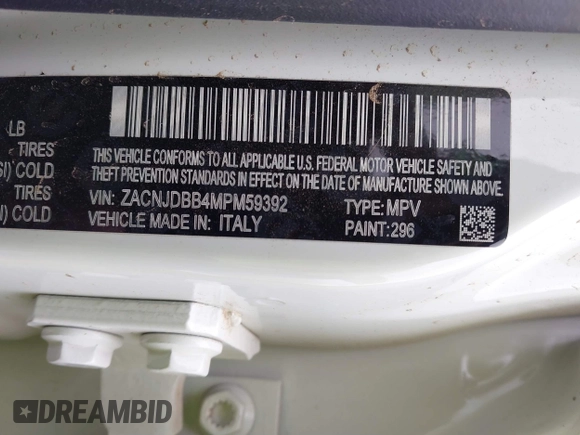 LB
TIRES
SI) COLD
TIRES
) COLD
THIS VEHICLE CONFORMS TO ALL APPLICABLE U.S. FEDERAL MOTOR VEHICLE SAFETY AND
THEFT PREVENTION STANDARDS IN EFFECT ON THE DATE OF MANUFACTURE SHOWN ABOVE.
VIN: ZACNJDBB4MPM59392 TYPE: MPV
VEHICLE MADE IN: ITALY PAINT: 296
DREAMBID